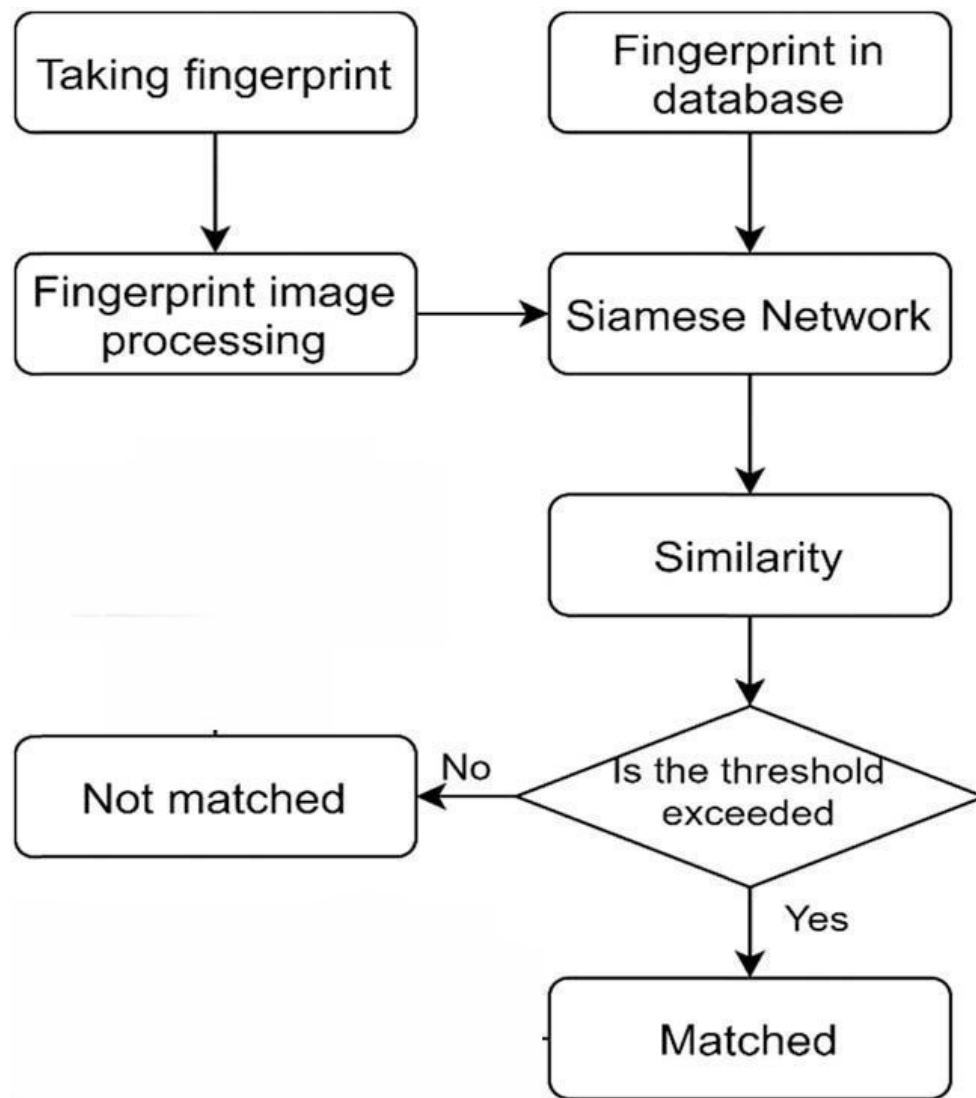 Taking fingerprint
Fingerprint in
database
Fingerprint image
processing
Siamese Network
Similarity
Is the threshold
exceeded
No
Not matched
Yes
Matched